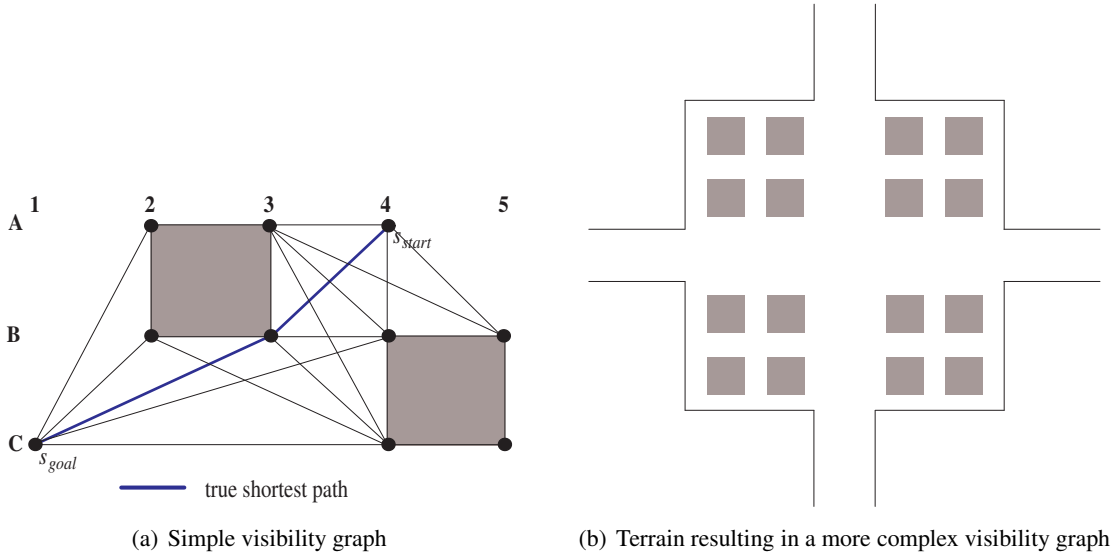 1 2 3 4 5
A
s_start
B
C
s_goal
true shortest path
(a) Simple visibility graph
(b) Terrain resulting in a more complex visibility graph